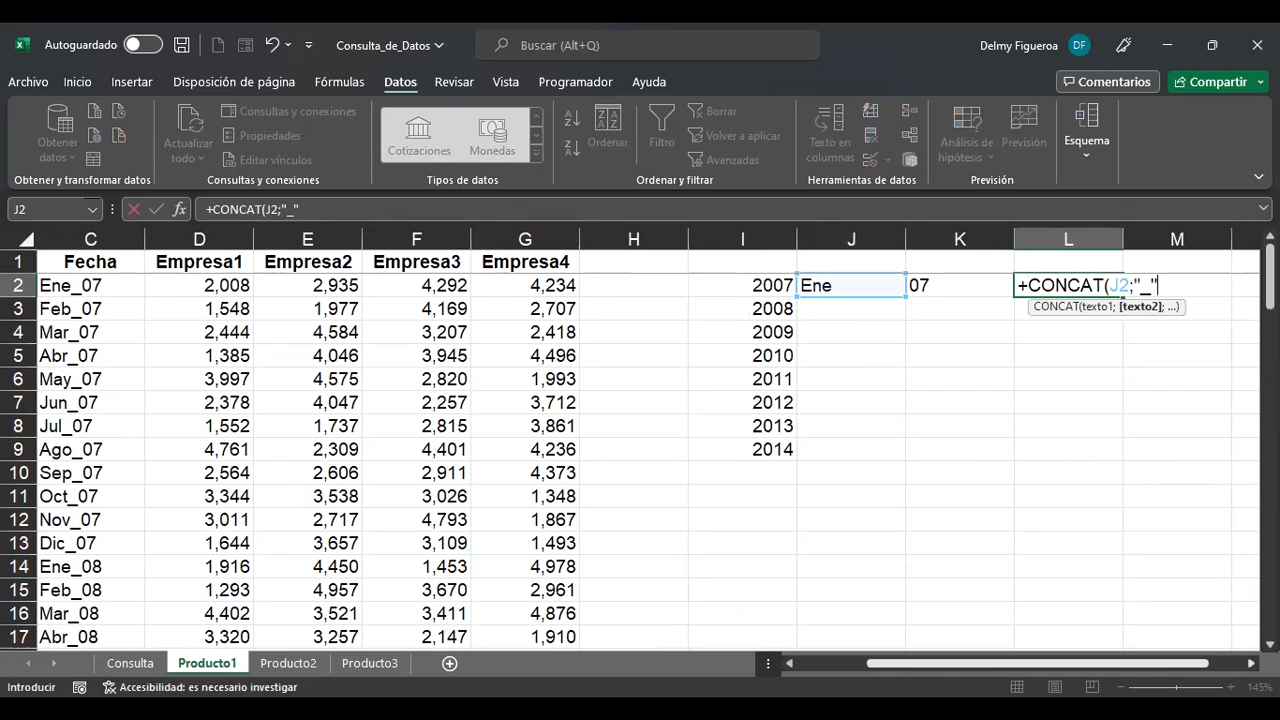 Autoguardado Consulta_de_Datos Buscar (Alt+O) Delmy Figueroa DF
Archivo Inicio Insertar Disposición de página Fórmulas Datos Revisar Vista Programador Ayuda Comentarios Compartir
Obtener datos Actualizar todo Consultas y conexiones Propiedades Editar vínculos Cotizaciones Monedas Ordenar Filtro Borrar Volver a aplicar Avanzadas Texto en columnas Análisis de hipótesis Previsión Esquema
Obtener y transformar datos Consultas y conexiones Tipos de datos Ordenar y filtrar Herramientas de datos Previsión
J2 fx +CONCAT(J2;"_"
C D E F G H I J K L M
1 Fecha Empresa1 Empresa2 Empresa3 Empresa4
2 Ene_07 2,008 2,935 4,292 4,234 2007 Ene 07 +CONCAT(J2;"_"
CONCAT(texto1; [texto2]; ...)
3 Feb_07 1,548 1,977 4,169 2,707 2008
4 Mar_07 2,444 4,584 3,207 2,418 2009
5 Abr_07 1,385 4,046 3,945 4,496 2010
6 May_07 3,997 4,575 2,820 1,993 2011
7 Jun_07 2,378 4,047 2,257 3,712 2012
8 Jul_07 1,552 1,737 2,815 3,861 2013
9 Ago_07 4,761 2,309 4,401 4,236 2014
10 Sep_07 2,564 2,606 2,911 4,373
11 Oct_07 3,344 3,538 3,026 1,348
12 Nov_07 3,011 2,717 4,793 1,867
13 Dic_07 1,644 3,657 3,109 1,493
14 Ene_08 1,916 4,450 1,453 4,978
15 Feb_08 1,293 4,957 3,670 2,961
16 Mar_08 4,402 3,521 3,411 4,876
17 Abr_08 3,320 3,257 2,147 1,910
Consulta Producto1 Producto2 Producto3
Introducir Accesibilidad: es necesario investigar 145%